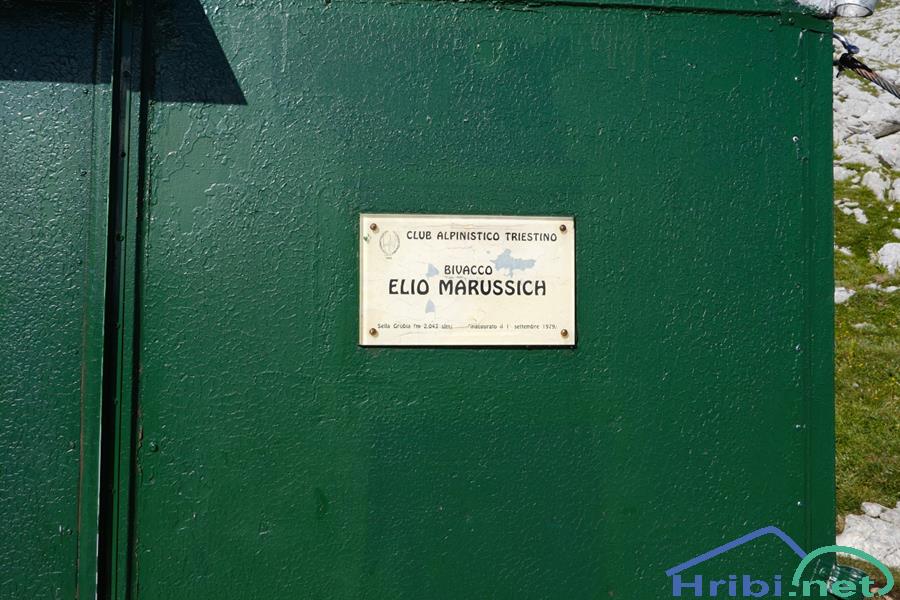 CLUB ALPINISTICO TRIESTINO
BIVACCO
ELIO MARUSSICH
Sella Grubia (m 2.043 slm) inaugurato il 1 settembre 1979
Hribi.net